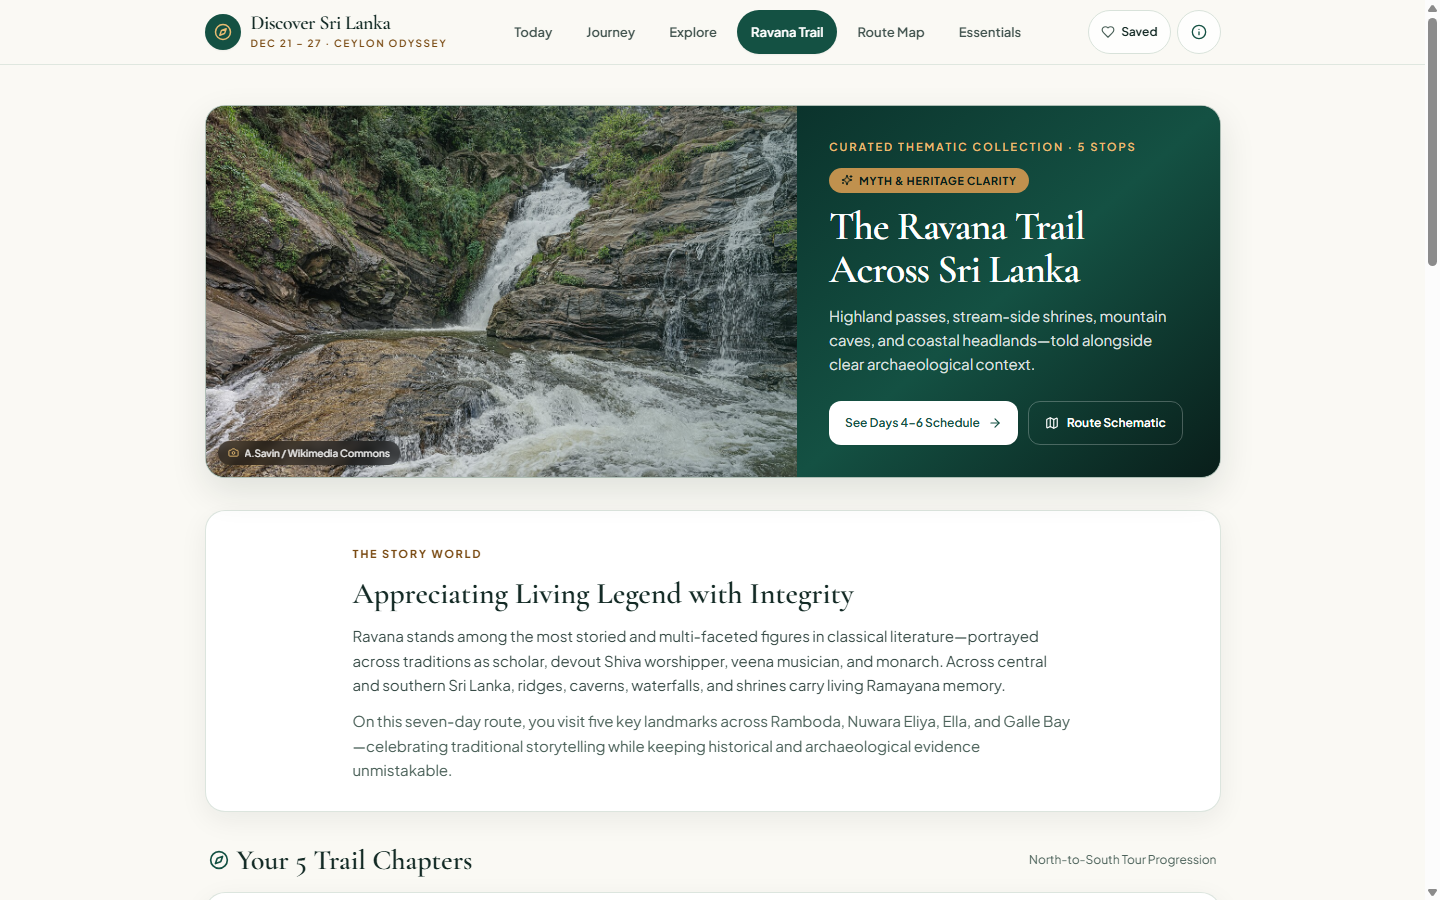 Discover Sri Lanka
DEC 21 – 27 · CEYLON ODYSSEY
Today
Journey
Explore
Ravana Trail
Route Map
Essentials
Saved
CURATED THEMATIC COLLECTION · 5 STOPS
MYTH & HERITAGE CLARITY
The Ravana Trail
Across Sri Lanka
Highland passes, stream-side shrines, mountain
caves, and coastal headlands—told alongside
clear archaeological context.
See Days 4–6 Schedule
Route Schematic
A.Savin / Wikimedia Commons
THE STORY WORLD
Appreciating Living Legend with Integrity
Ravana stands among the most storied and multi-faceted figures in classical literature—portrayed
across traditions as scholar, devout Shiva worshipper, veena musician, and monarch. Across central
and southern Sri Lanka, ridges, caverns, waterfalls, and shrines carry living Ramayana memory.
On this seven-day route, you visit five key landmarks across Ramboda, Nuwara Eliya, Ella, and Galle Bay
—celebrating traditional storytelling while keeping historical and archaeological evidence
unmistakable.
Your 5 Trail Chapters
North-to-South Tour Progression